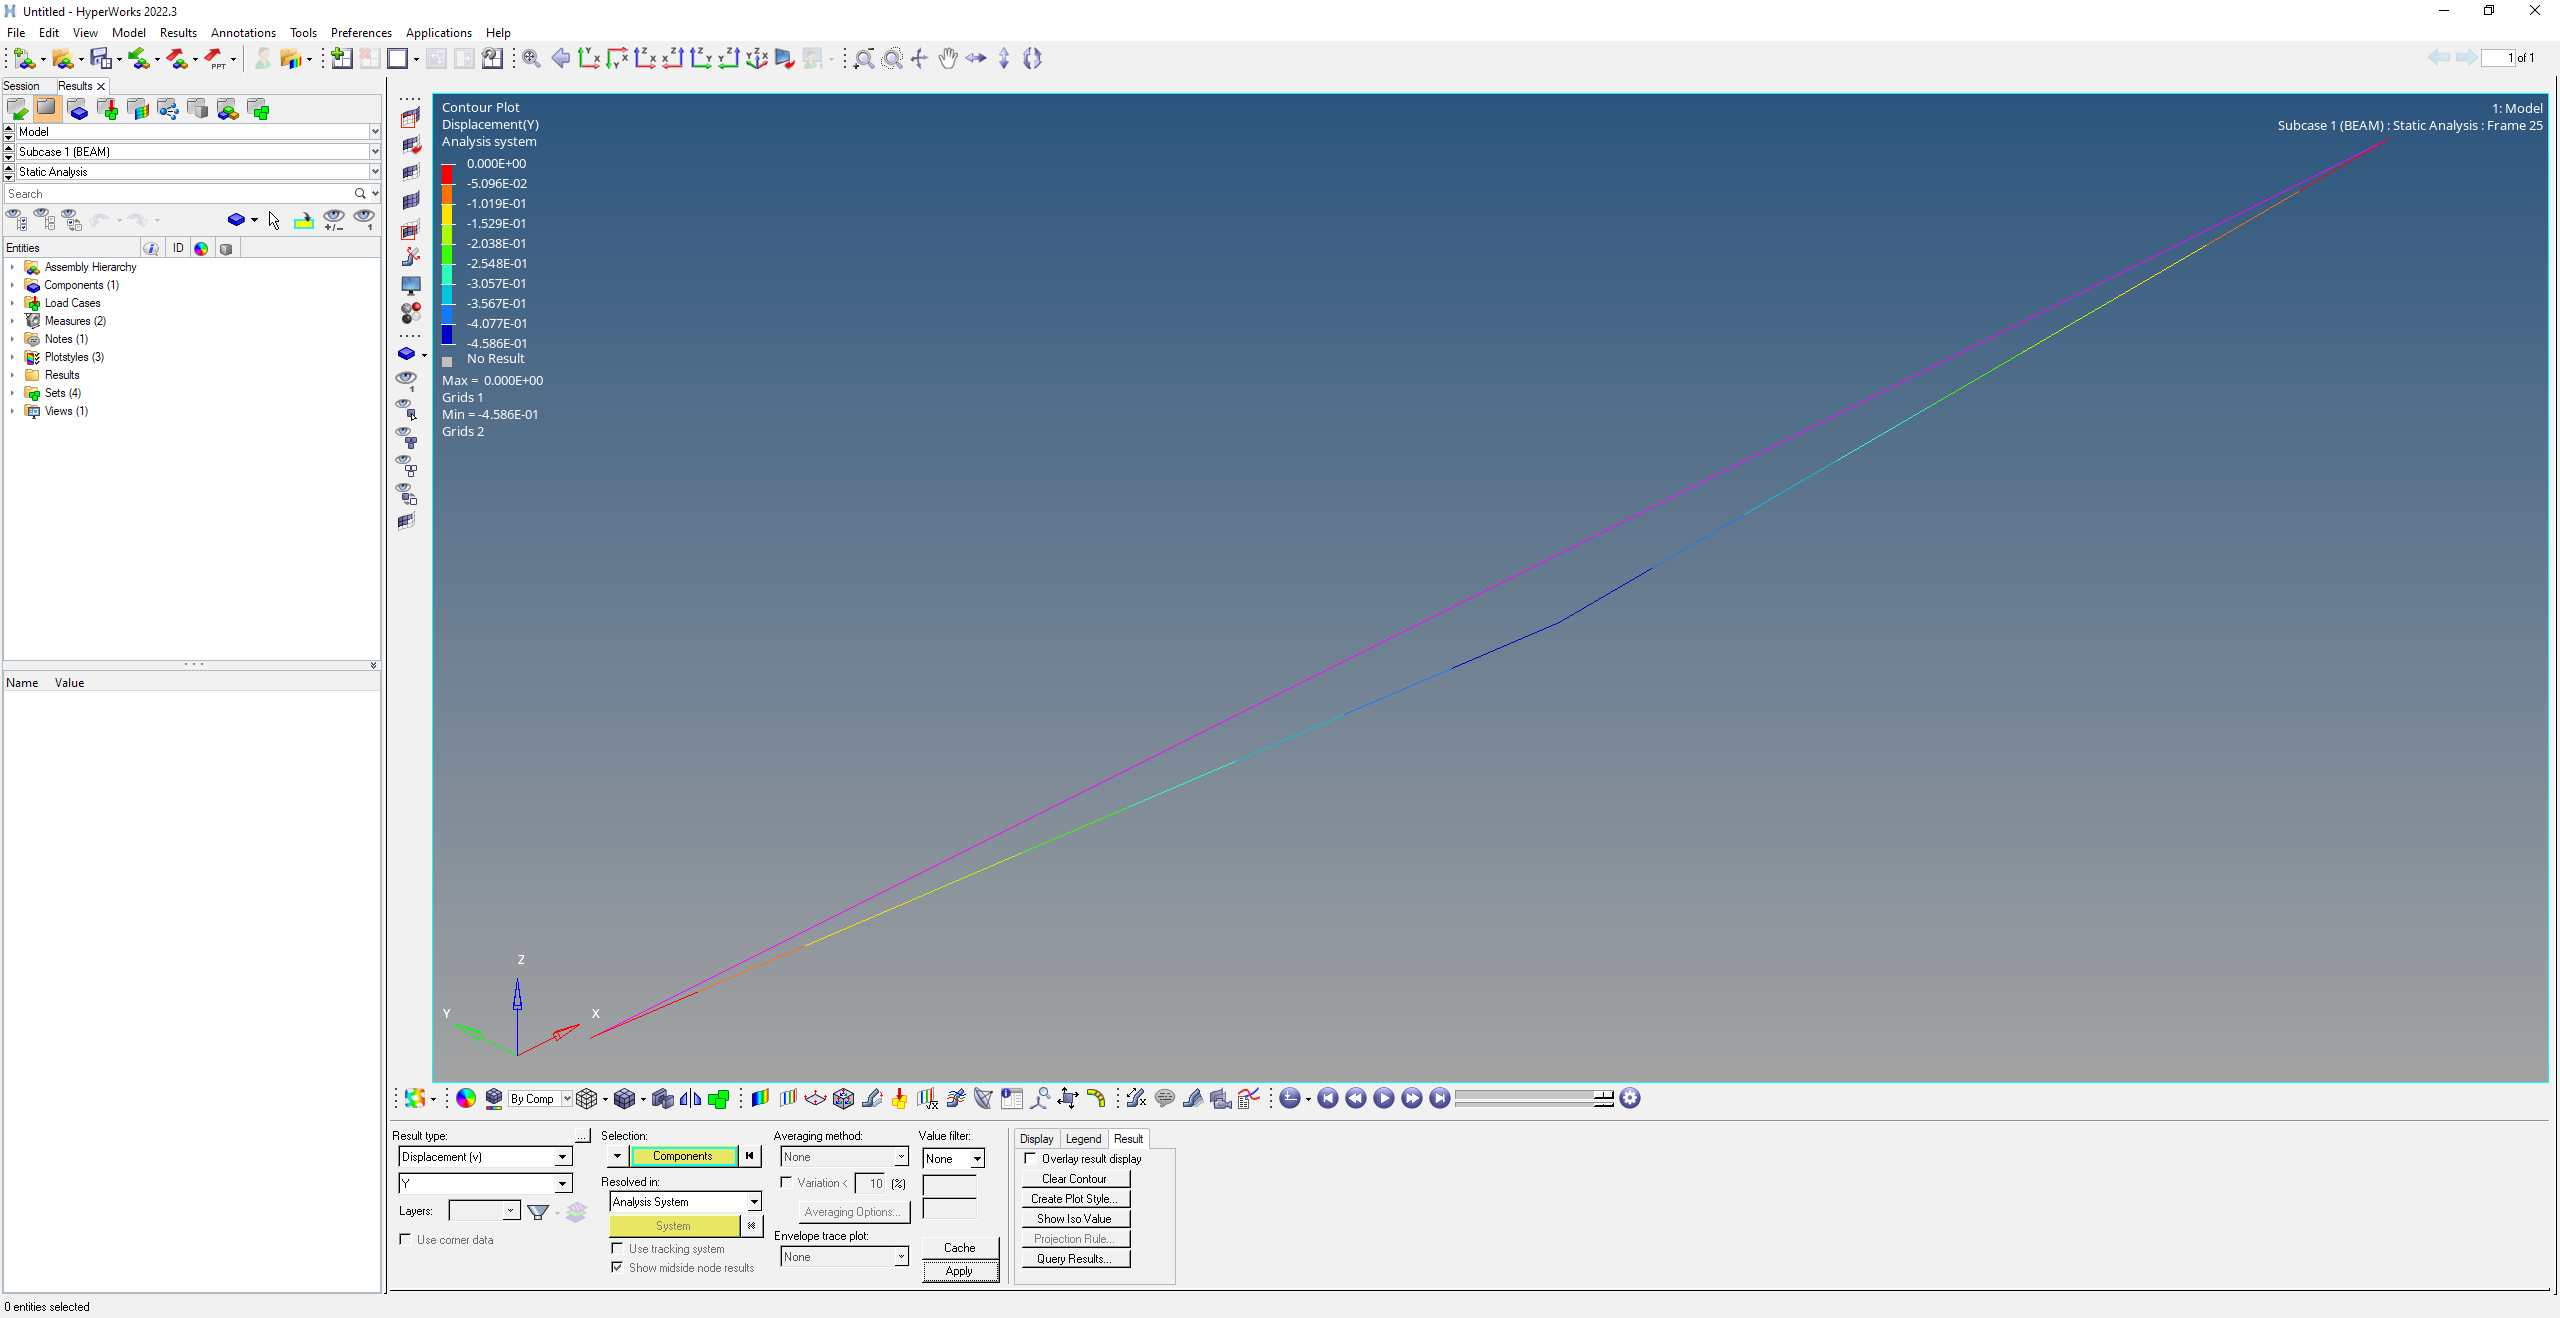 Untitled - HyperWorks 2022.3
File Edit View Model Results Annotations Tools Preferences Applications Help
PPT
1 of 1
Session Results
Model
Subcase 1 (BEAM)
Static Analysis
Search
Entities ID
Assembly Hierarchy
Components (1)
Load Cases
Measures (2)
Notes (1)
Plotstyles (3)
Results
Sets (4)
Views (1)
Name Value
Contour Plot
Displacement(Y)
Analysis system
0.000E+00
-5.096E-02
-1.019E-01
-1.529E-01
-2.038E-01
-2.548E-01
-3.057E-01
-3.567E-01
-4.077E-01
-4.586E-01
No Result
Max = 0.000E+00
Grids 1
Min = -4.586E-01
Grids 2
1: Model
Subcase 1 (BEAM) : Static Analysis : Frame 25
Z
Y
X
By Comp
Result type:
...
Displacement (v)
Y
Layers:
Use corner data
Selection:
Components
Resolved in:
Analysis System
System
Use tracking system
Show midside node results
Averaging method:
None
Variation < 10 (%)
Averaging Options...
Envelope trace plot:
None
Value filter:
None
Cache
Apply
Display Legend Result
Overlay result display
Clear Contour
Create Plot Style...
Show Iso Value
Projection Rule...
Query Results...
0 entities selected